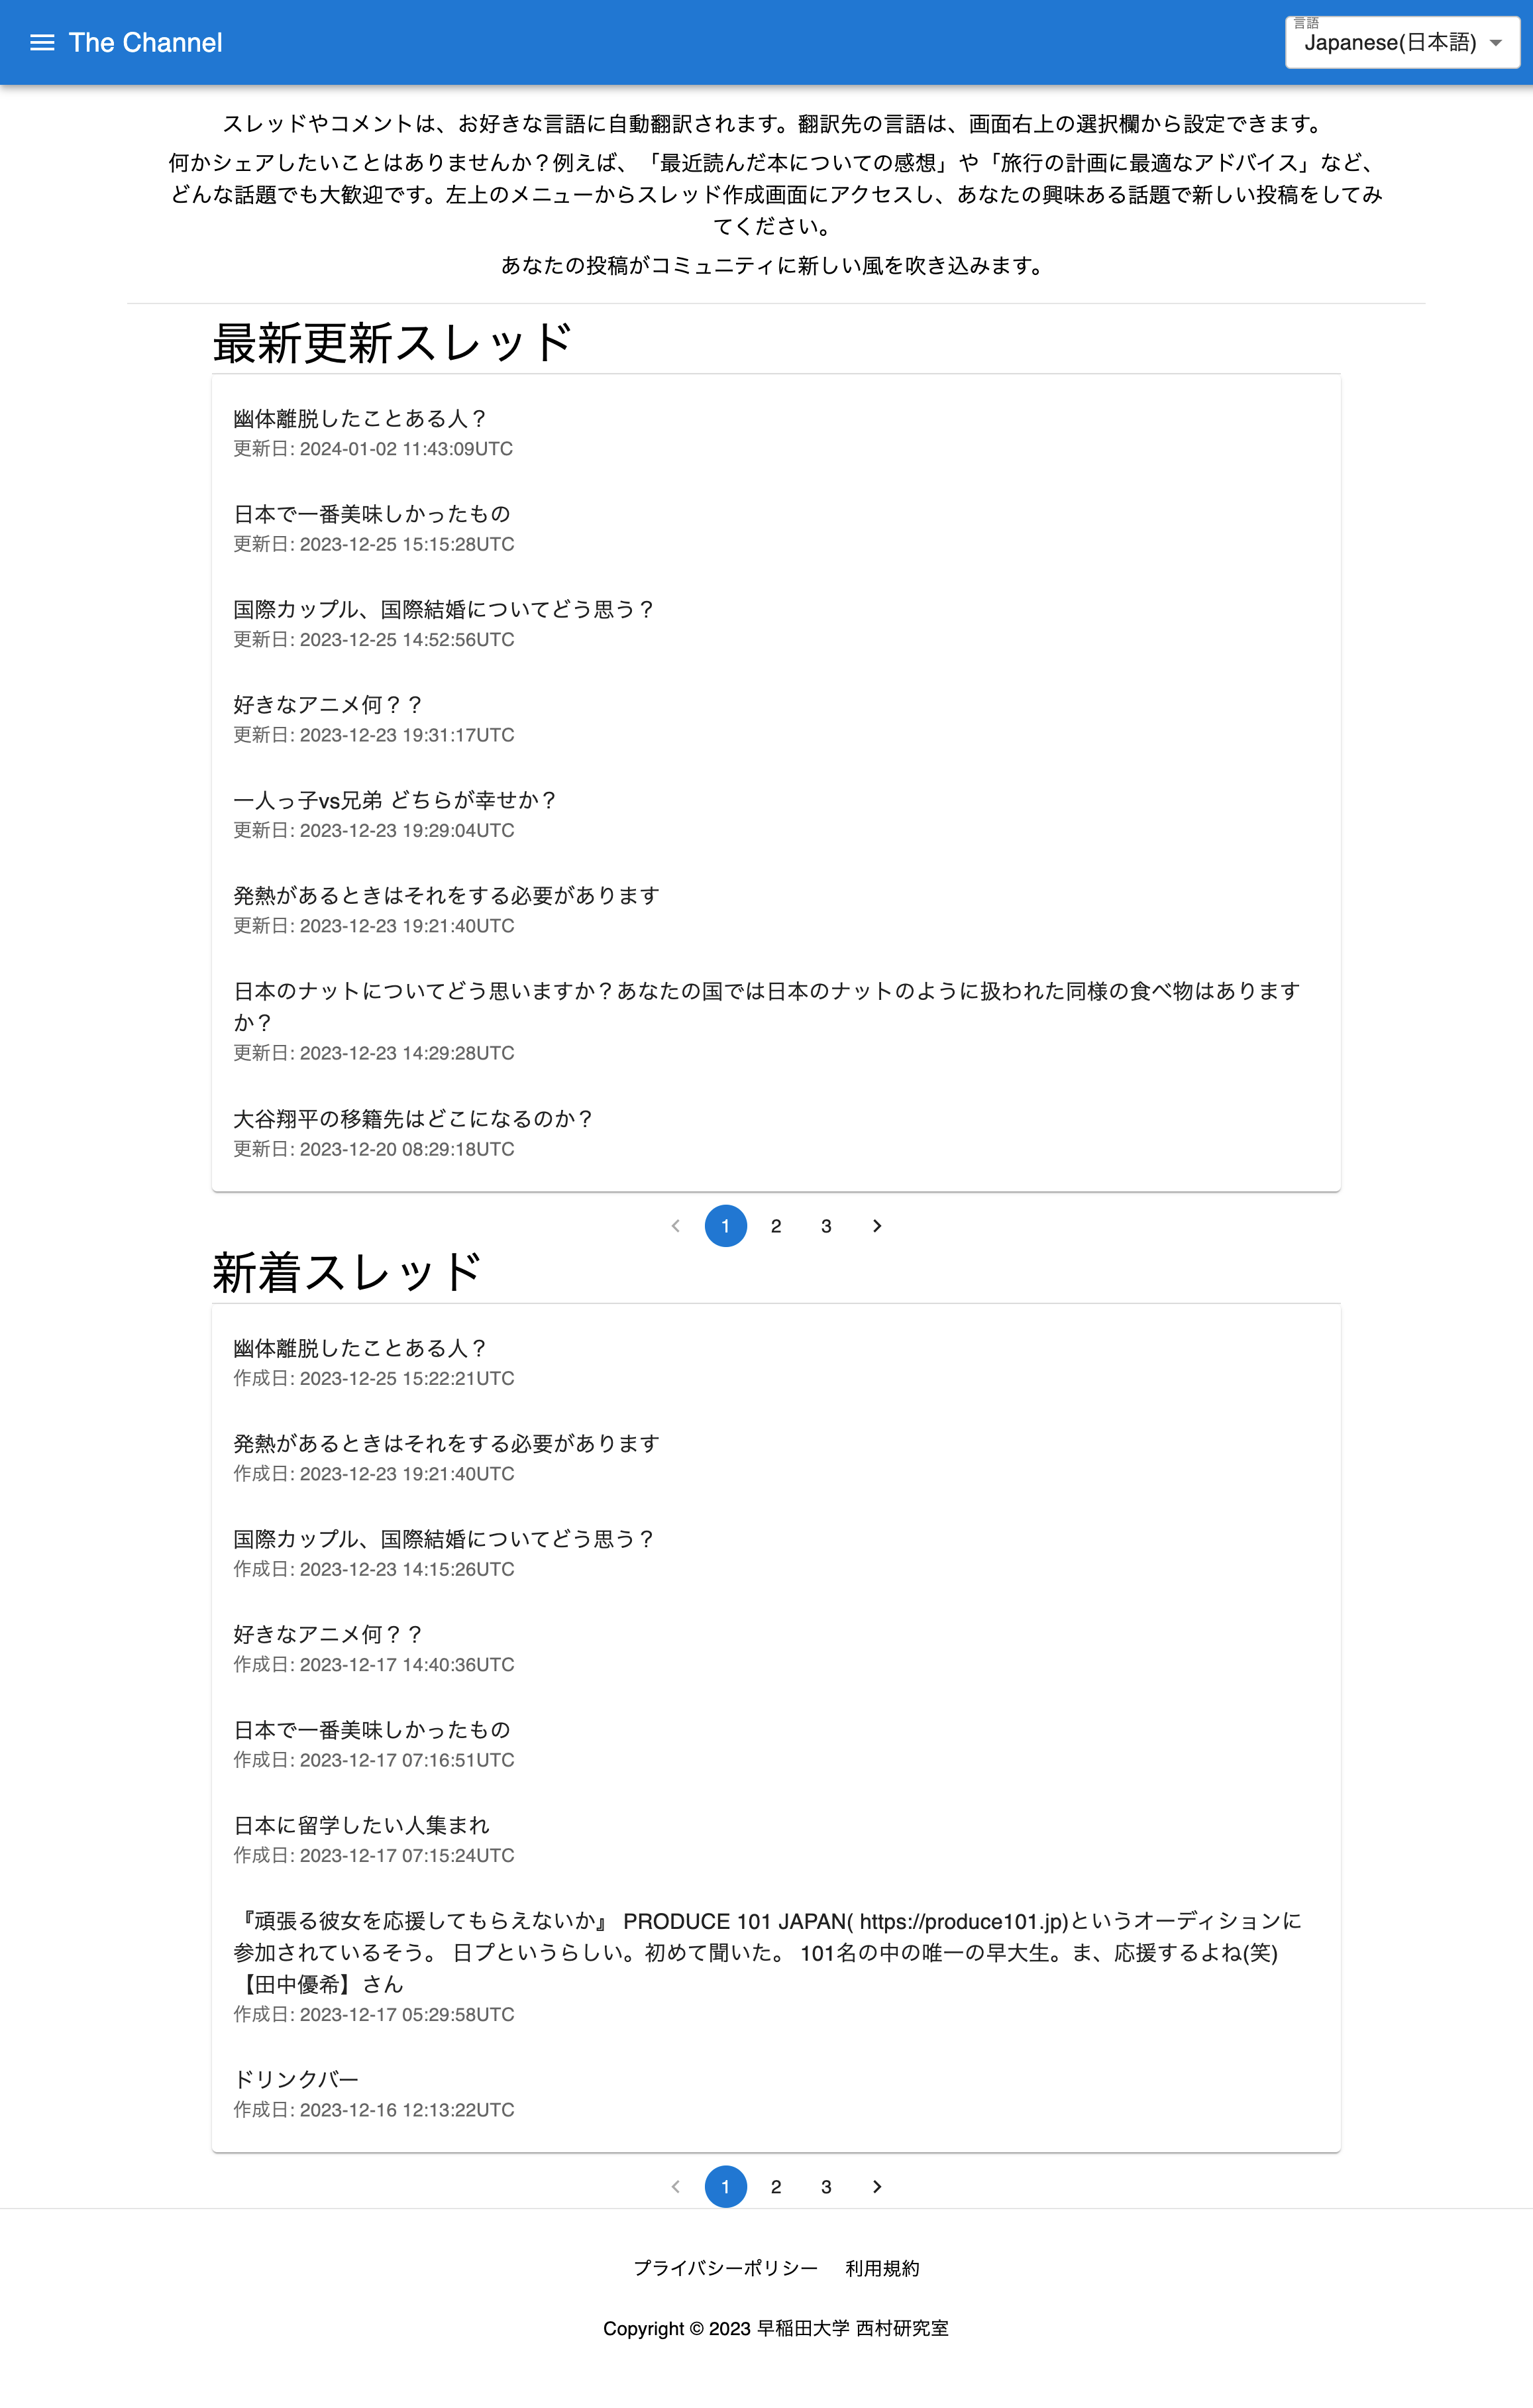 The Channel
言語
Japanese(日本語)
スレッドやコメントは、お好きな言語に自動翻訳されます。翻訳先の言語は、画面右上の選択欄から設定できます。
何かシェアしたいことはありませんか？例えば、「最近読んだ本についての感想」や「旅行の計画に最適なアドバイス」など、
どんな話題でも大歓迎です。左上のメニューからスレッド作成画面にアクセスし、あなたの興味ある話題で新しい投稿をしてみ
てください。
あなたの投稿がコミュニティに新しい風を吹き込みます。
最新更新スレッド
幽体離脱したことある人？
更新日: 2024-01-02 11:43:09UTC
日本で一番美味しかったもの
更新日: 2023-12-25 15:15:28UTC
国際カップル、国際結婚についてどう思う？
更新日: 2023-12-25 14:52:56UTC
好きなアニメ何？？
更新日: 2023-12-23 19:31:17UTC
一人っ子vs兄弟 どちらが幸せか？
更新日: 2023-12-23 19:29:04UTC
発熱があるときはそれをする必要があります
更新日: 2023-12-23 19:21:40UTC
日本のナットについてどう思いますか？あなたの国では日本のナットのように扱われた同様の食べ物はあります
か？
更新日: 2023-12-23 14:29:28UTC
大谷翔平の移籍先はどこになるのか？
更新日: 2023-12-20 08:29:18UTC
1 2 3
新着スレッド
幽体離脱したことある人？
作成日: 2023-12-25 15:22:21UTC
発熱があるときはそれをする必要があります
作成日: 2023-12-23 19:21:40UTC
国際カップル、国際結婚についてどう思う？
作成日: 2023-12-23 14:15:26UTC
好きなアニメ何？？
作成日: 2023-12-17 14:40:36UTC
日本で一番美味しかったもの
作成日: 2023-12-17 07:16:51UTC
日本に留学したい人集まれ
作成日: 2023-12-17 07:15:24UTC
『頑張る彼女を応援してもらえないか』 PRODUCE 101 JAPAN( https://produce101.jp)というオーディションに
参加されているそう。 日プというらしい。初めて聞いた。 101名の中の唯一の早大生。ま、応援するよね(笑)
【田中優希】さん
作成日: 2023-12-17 05:29:58UTC
ドリンクバー
作成日: 2023-12-16 12:13:22UTC
1 2 3
プライバシーポリシー 利用規約
Copyright © 2023 早稲田大学 西村研究室